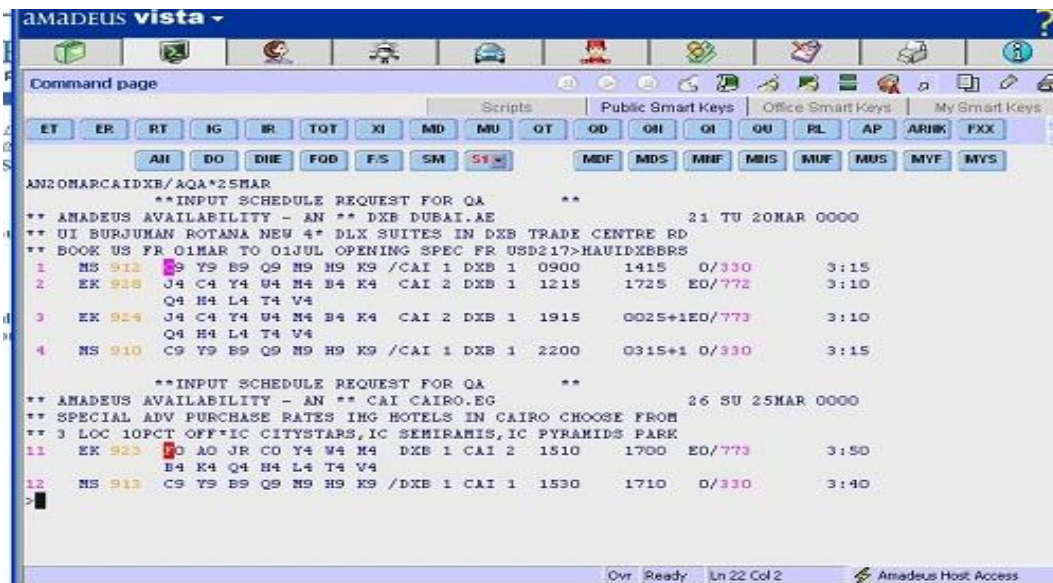 aMaDEUS vista
?
Command page
Scripts
Public Smart Keys
Office Smart Keys
My Smart Keys
ET ER RT IG IR TQT XI MD MU QT QD QI QU RL AP ARNK FXX
AN DO FQD F/S SM S1 MDF MDS MNF MNS MUF MUS MYF MYS
AN20MARCAIDXB/AQA*25MAR
**INPUT SCHEDULE REQUEST FOR QA **
** AMADEUS AVAILABILITY - AN ** DXB DUBAI.AE 21 TU 20MAR 0000
** UI BURJUMAN ROTANA NEW 4* DLX SUITES IN DXB TRADE CENTRE RD
** BOOK US FR 01MAR TO 01JUL OPENING SPEC FR USD217>HAUIDXBBRS
1 MS 912 C9 Y9 B9 Q9 M9 H9 K9 /CAI 1 DXB 1 0900 1415 0/330 3:15
2 EK 928 J4 C4 Y4 W4 M4 B4 K4 CAI 2 DXB 1 1215 1725 E0/772 3:10
Q4 H4 L4 T4 V4
3 EK 924 J4 C4 Y4 W4 M4 B4 K4 CAI 2 DXB 1 1915 0025+1E0/773 3:10
Q4 H4 L4 T4 V4
4 MS 910 C9 Y9 B9 Q9 M9 H9 K9 /CAI 1 DXB 1 2200 0315+1 0/330 3:15
**INPUT SCHEDULE REQUEST FOR QA **
** AMADEUS AVAILABILITY - AN ** CAI CAIRO.EG 26 SU 25MAR 0000
** SPECIAL ADV PURCHASE RATES IHG HOTELS IN CAIRO CHOOSE FROM
** 3 LOC 10PCT OFF*IC CITYSTARS,IC SEMIRAMIS,IC PYRAMIDS PARK
11 EK 923 F0 A0 JR C0 Y4 W4 M4 DXB 1 CAI 2 1510 1700 E0/773 3:50
B4 K4 Q4 H4 L4 T4 V4
12 MS 913 C9 Y9 B9 Q9 M9 H9 K9 /DXB 1 CAI 1 1530 1710 0/330 3:40
>
Ovr Ready Ln 22 Col 2 Amadeus Host Access